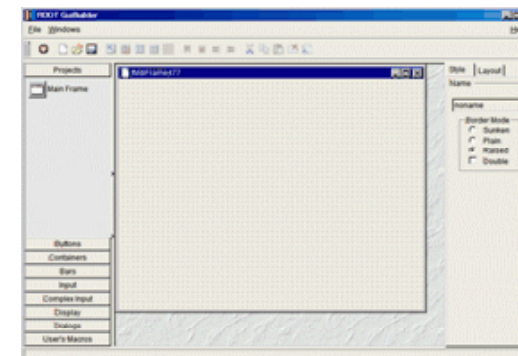 ROOT GuiBuilder
File Windows
Projects
Main Frame
Buttons
Containers
Bars
Input
Complex Input
Display
Dialogs
User's Macros
Style Layout
Name
noname
Border Mode
Sunken
Plain
Raised
Double